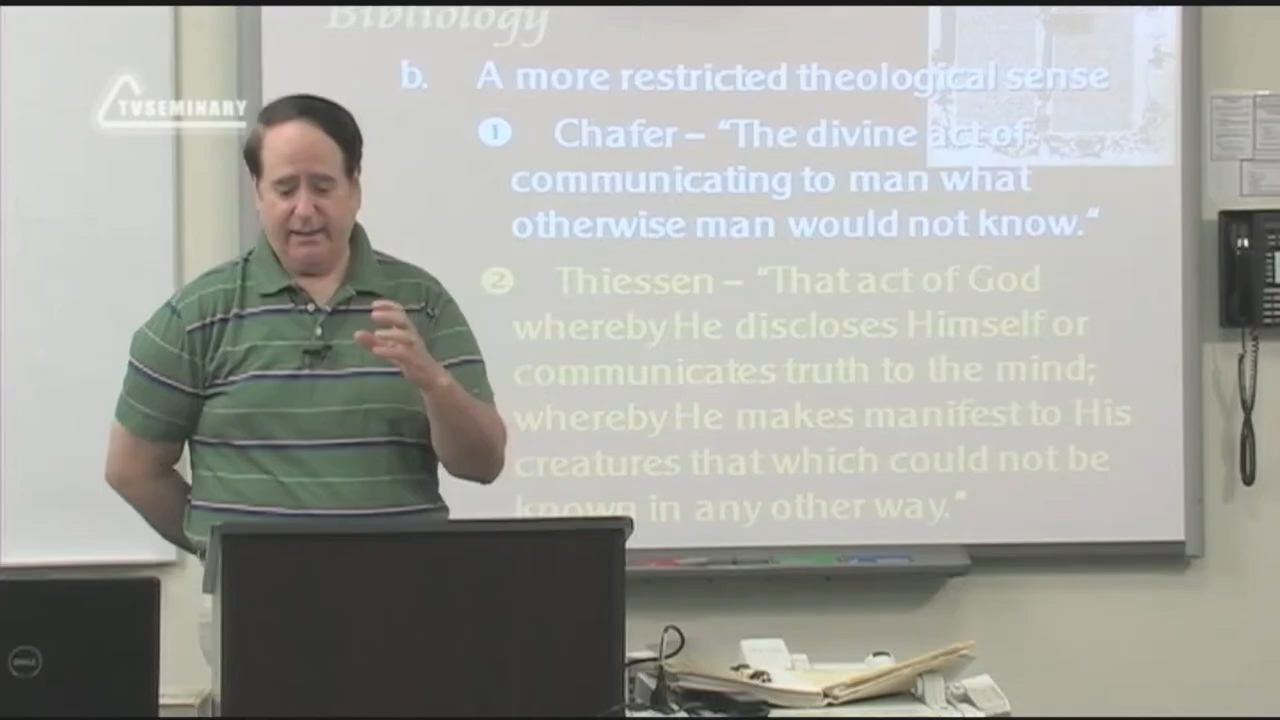 Bibliology
b. A more restricted theological sense
TVSEMINARY
❶ Chafer – “The divine act of
communicating to man what
otherwise man would not know.“
❷ Thiessen – “That act of God
whereby He discloses Himself or
communicates truth to the mind;
whereby He makes manifest to His
creatures that which could not be
known in any other way.”
DELL